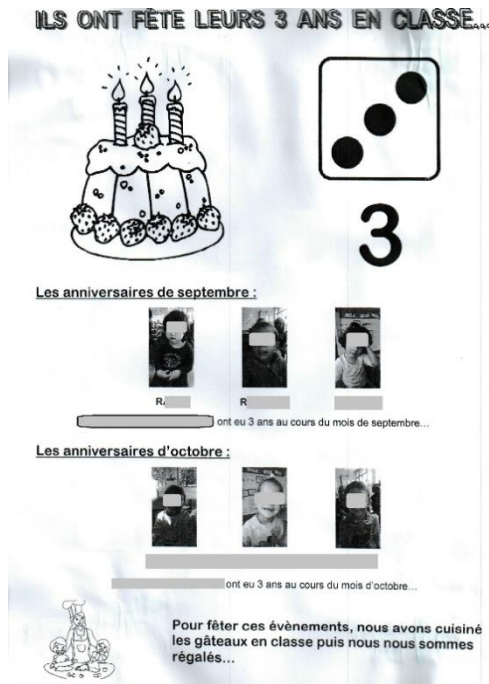 ILS ONT FÊTE LEURS 3 ANS EN CLASSE...
3
Les anniversaires de septembre :
R
R
ont eu 3 ans au cours du mois de septembre...
Les anniversaires d'octobre :
ont eu 3 ans au cours du mois d'octobre...
Pour fêter ces évènements, nous avons cuisiné
les gâteaux en classe puis nous nous sommes
régalés...